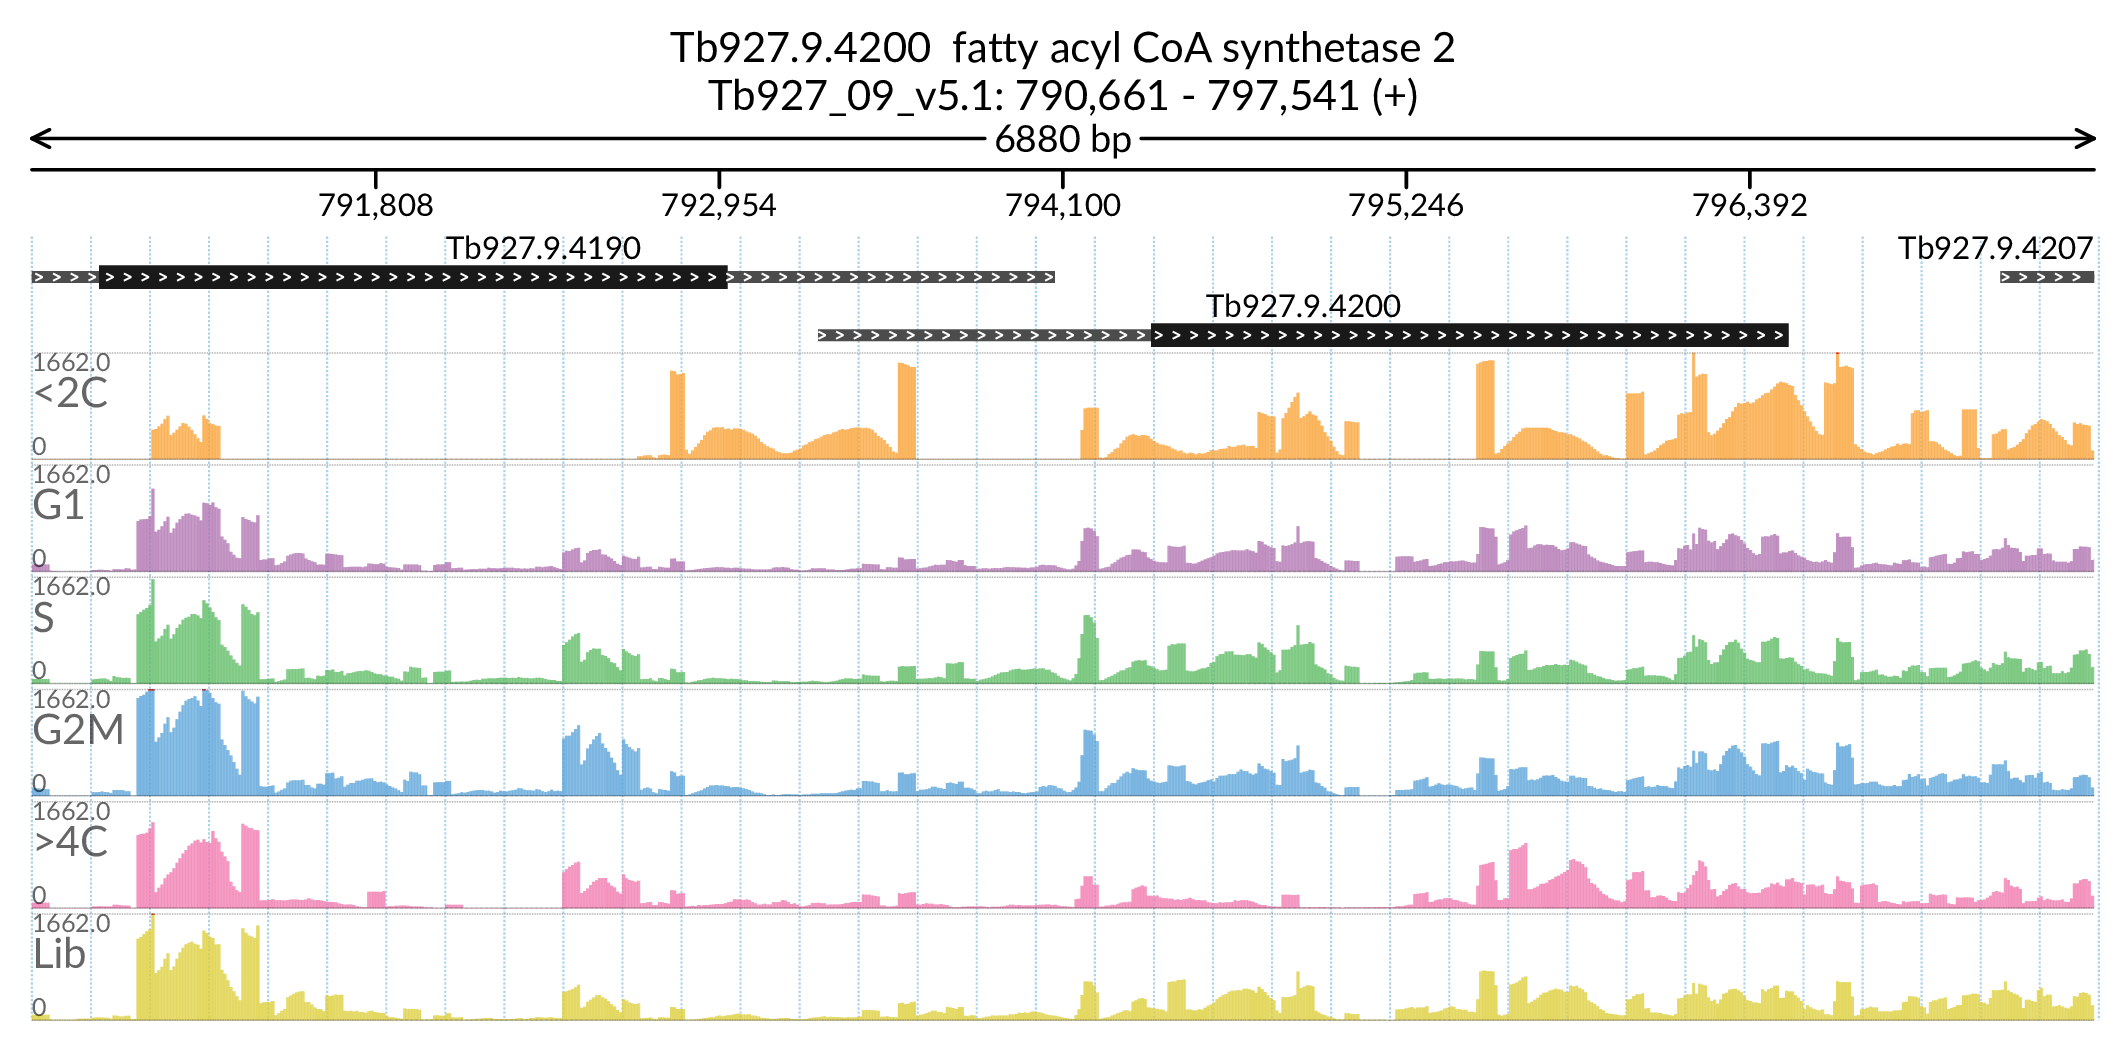 Tb927.9.4200  fatty acyl CoA synthetase 2
Tb927_09_v5.1: 790,661 - 797,541 (+)
6880 bp
791,808 792,954 794,100 795,246 796,392
Tb927.9.4190 Tb927.9.4207
Tb927.9.4200
1662.0
<2C
0
1662.0
G1
0
1662.0
S
0
1662.0
G2M
0
1662.0
>4C
0
1662.0
Lib
0